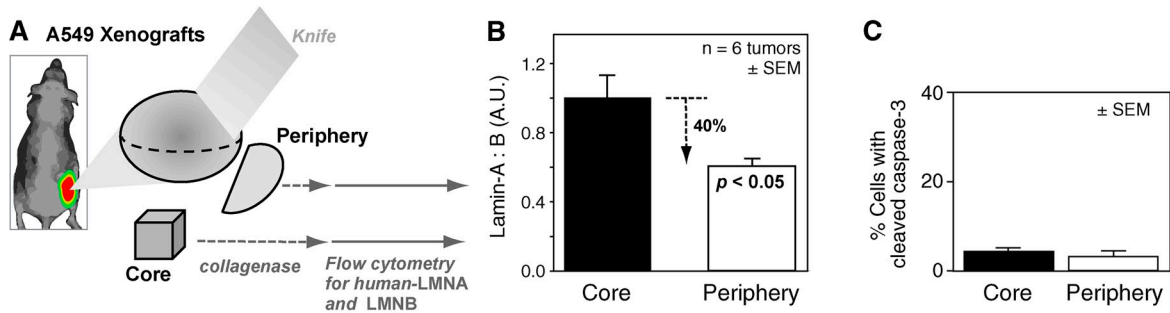 A
A549 Xenografts
Knife
Periphery
Core
collagenase
Flow cytometry
for human-LMNA
and LMNB
B
n = 6 tumors
± SEM
Lamin-A : B (A.U.)
1.2
0.8
0.4
0.0
40%
p < 0.05
Core
Periphery
C
± SEM
% Cells with
cleaved caspase-3
40
20
0
Core
Periphery